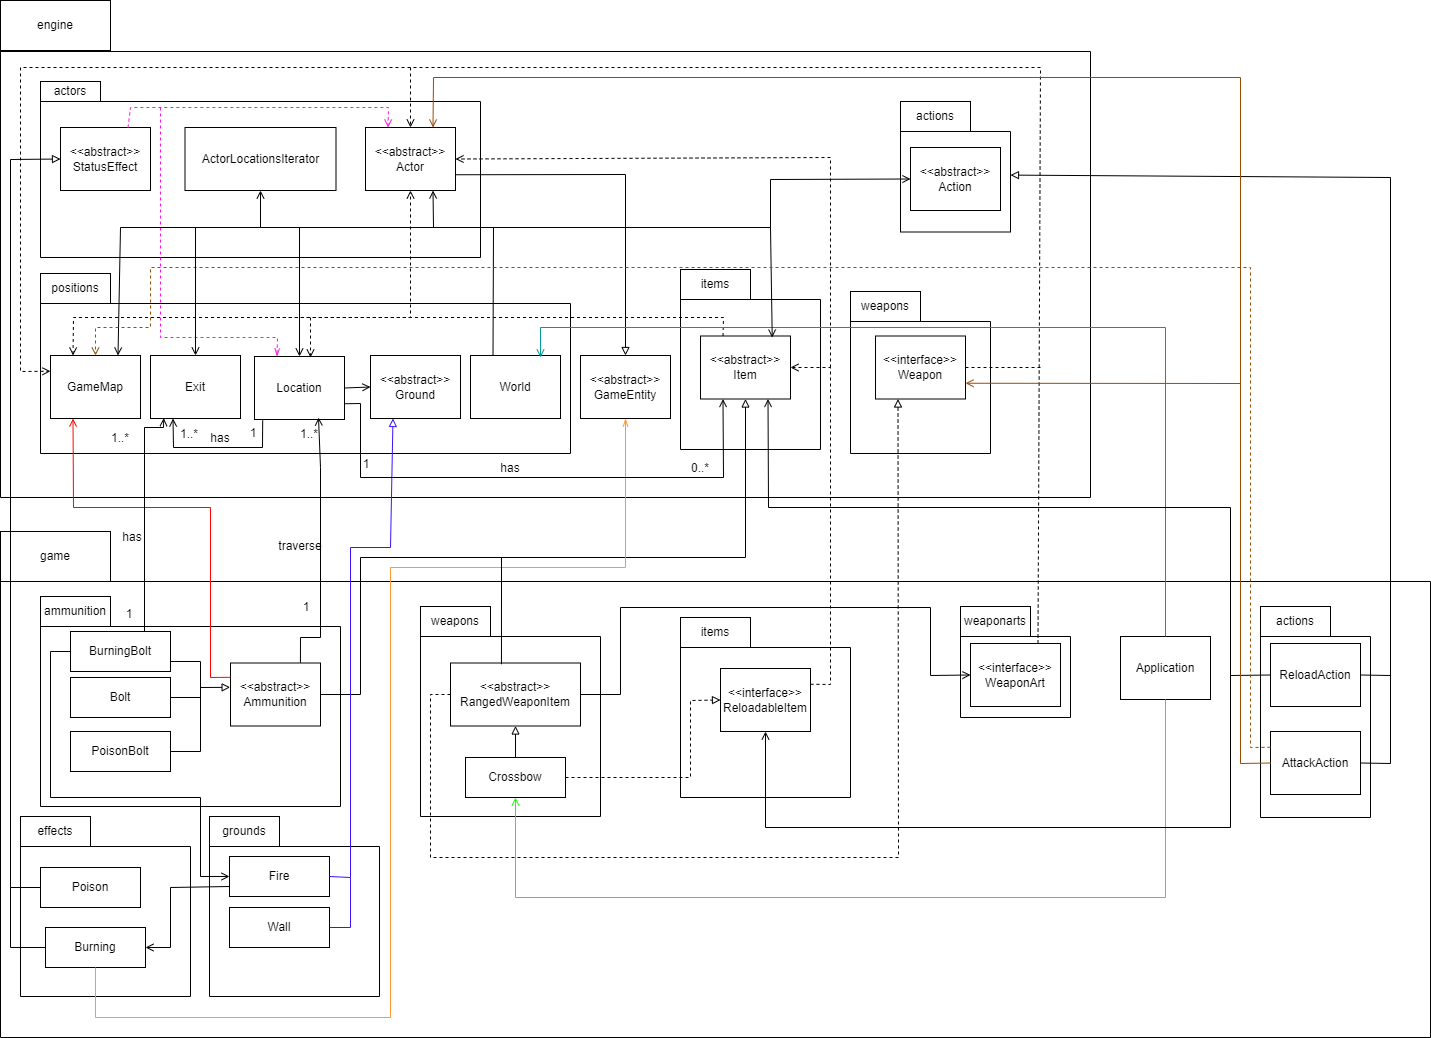 engine
actors
<<abstract>>
StatusEffect
ActorLocationsIterator
<<abstract>>
Actor
actions
<<abstract>>
Action
positions
GameMap
Exit
Location
<<abstract>>
Ground
World
<<abstract>>
GameEntity
items
<<abstract>>
Item
weapons
<<interface>>
Weapon
1..*
1..*
has
1
1..*
1
has
0..*
game
has
traverse
ammunition
1
1
BurningBolt
Bolt
PoisonBolt
<<abstract>>
Ammunition
weapons
<<abstract>>
RangedWeaponItem
Crossbow
items
<<interface>>
ReloadableItem
weaponarts
<<interface>>
WeaponArt
Application
actions
ReloadAction
AttackAction
effects
Poison
Burning
grounds
Fire
Wall